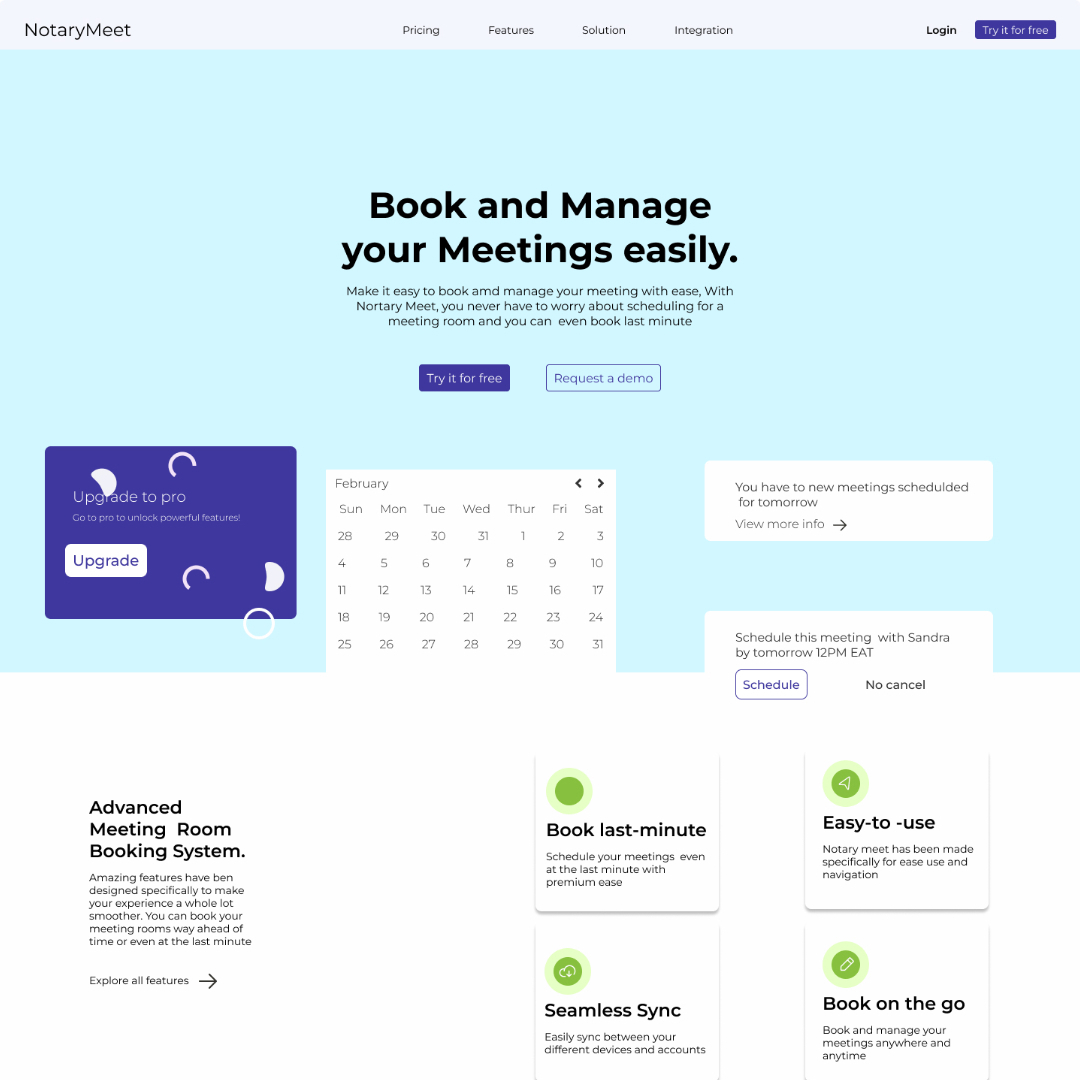 NotaryMeet
Pricing
Features
Solution
Integration
Login
Try it for free
Book and Manage
your Meetings easily.
Make it easy to book amd manage your meeting with ease, With
Nortary Meet, you never have to worry about scheduling for a
meeting room and you can even book last minute
Try it for free
Request a demo
Upgrade to pro
Go to pro to unlock powerful features!
Upgrade
February
Sun Mon Tue Wed Thur Fri Sat
28 29 30 31 1 2 3
4 5 6 7 8 9 10
11 12 13 14 15 16 17
18 19 20 21 22 23 24
25 26 27 28 29 30 31
You have to new meetings schedulded
for tomorrow
View more info
Schedule this meeting with Sandra
by tomorrow 12PM EAT
Schedule
No cancel
Advanced
Meeting Room
Booking System.
Amazing features have ben
designed specifically to make
your experience a whole lot
smoother. You can book your
meeting rooms way ahead of
time or even at the last minute
Explore all features
Book last-minute
Schedule your meetings even
at the last minute with
premium ease
Easy-to -use
Notary meet has been made
specifically for ease use and
navigation
Seamless Sync
Easily sync between your
different devices and accounts
Book on the go
Book and manage your
meetings anywhere and
anytime